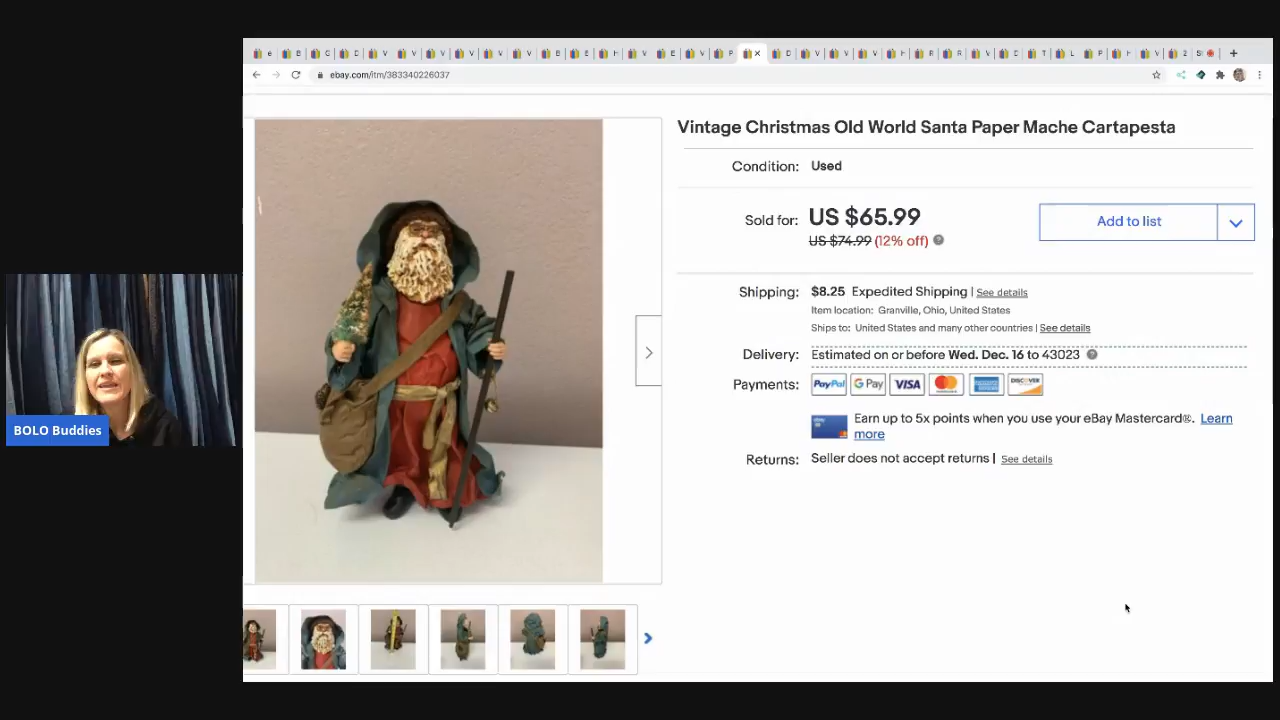 ebay.com/itm/383340226037
Vintage Christmas Old World Santa Paper Mache Cartapesta
Condition: Used
Sold for: US $65.99
US $74.99 (12% off)
Add to list
Shipping: $8.25 Expedited Shipping | See details
Item location: Granville, Ohio, United States
Ships to: United States and many other countries | See details
Delivery: Estimated on or before Wed. Dec. 16 to 43023
Payments: PayPal G Pay VISA DISCOVER
Earn up to 5x points when you use your eBay Mastercard®. Learn
more
Returns: Seller does not accept returns | See details
BOLO Buddies